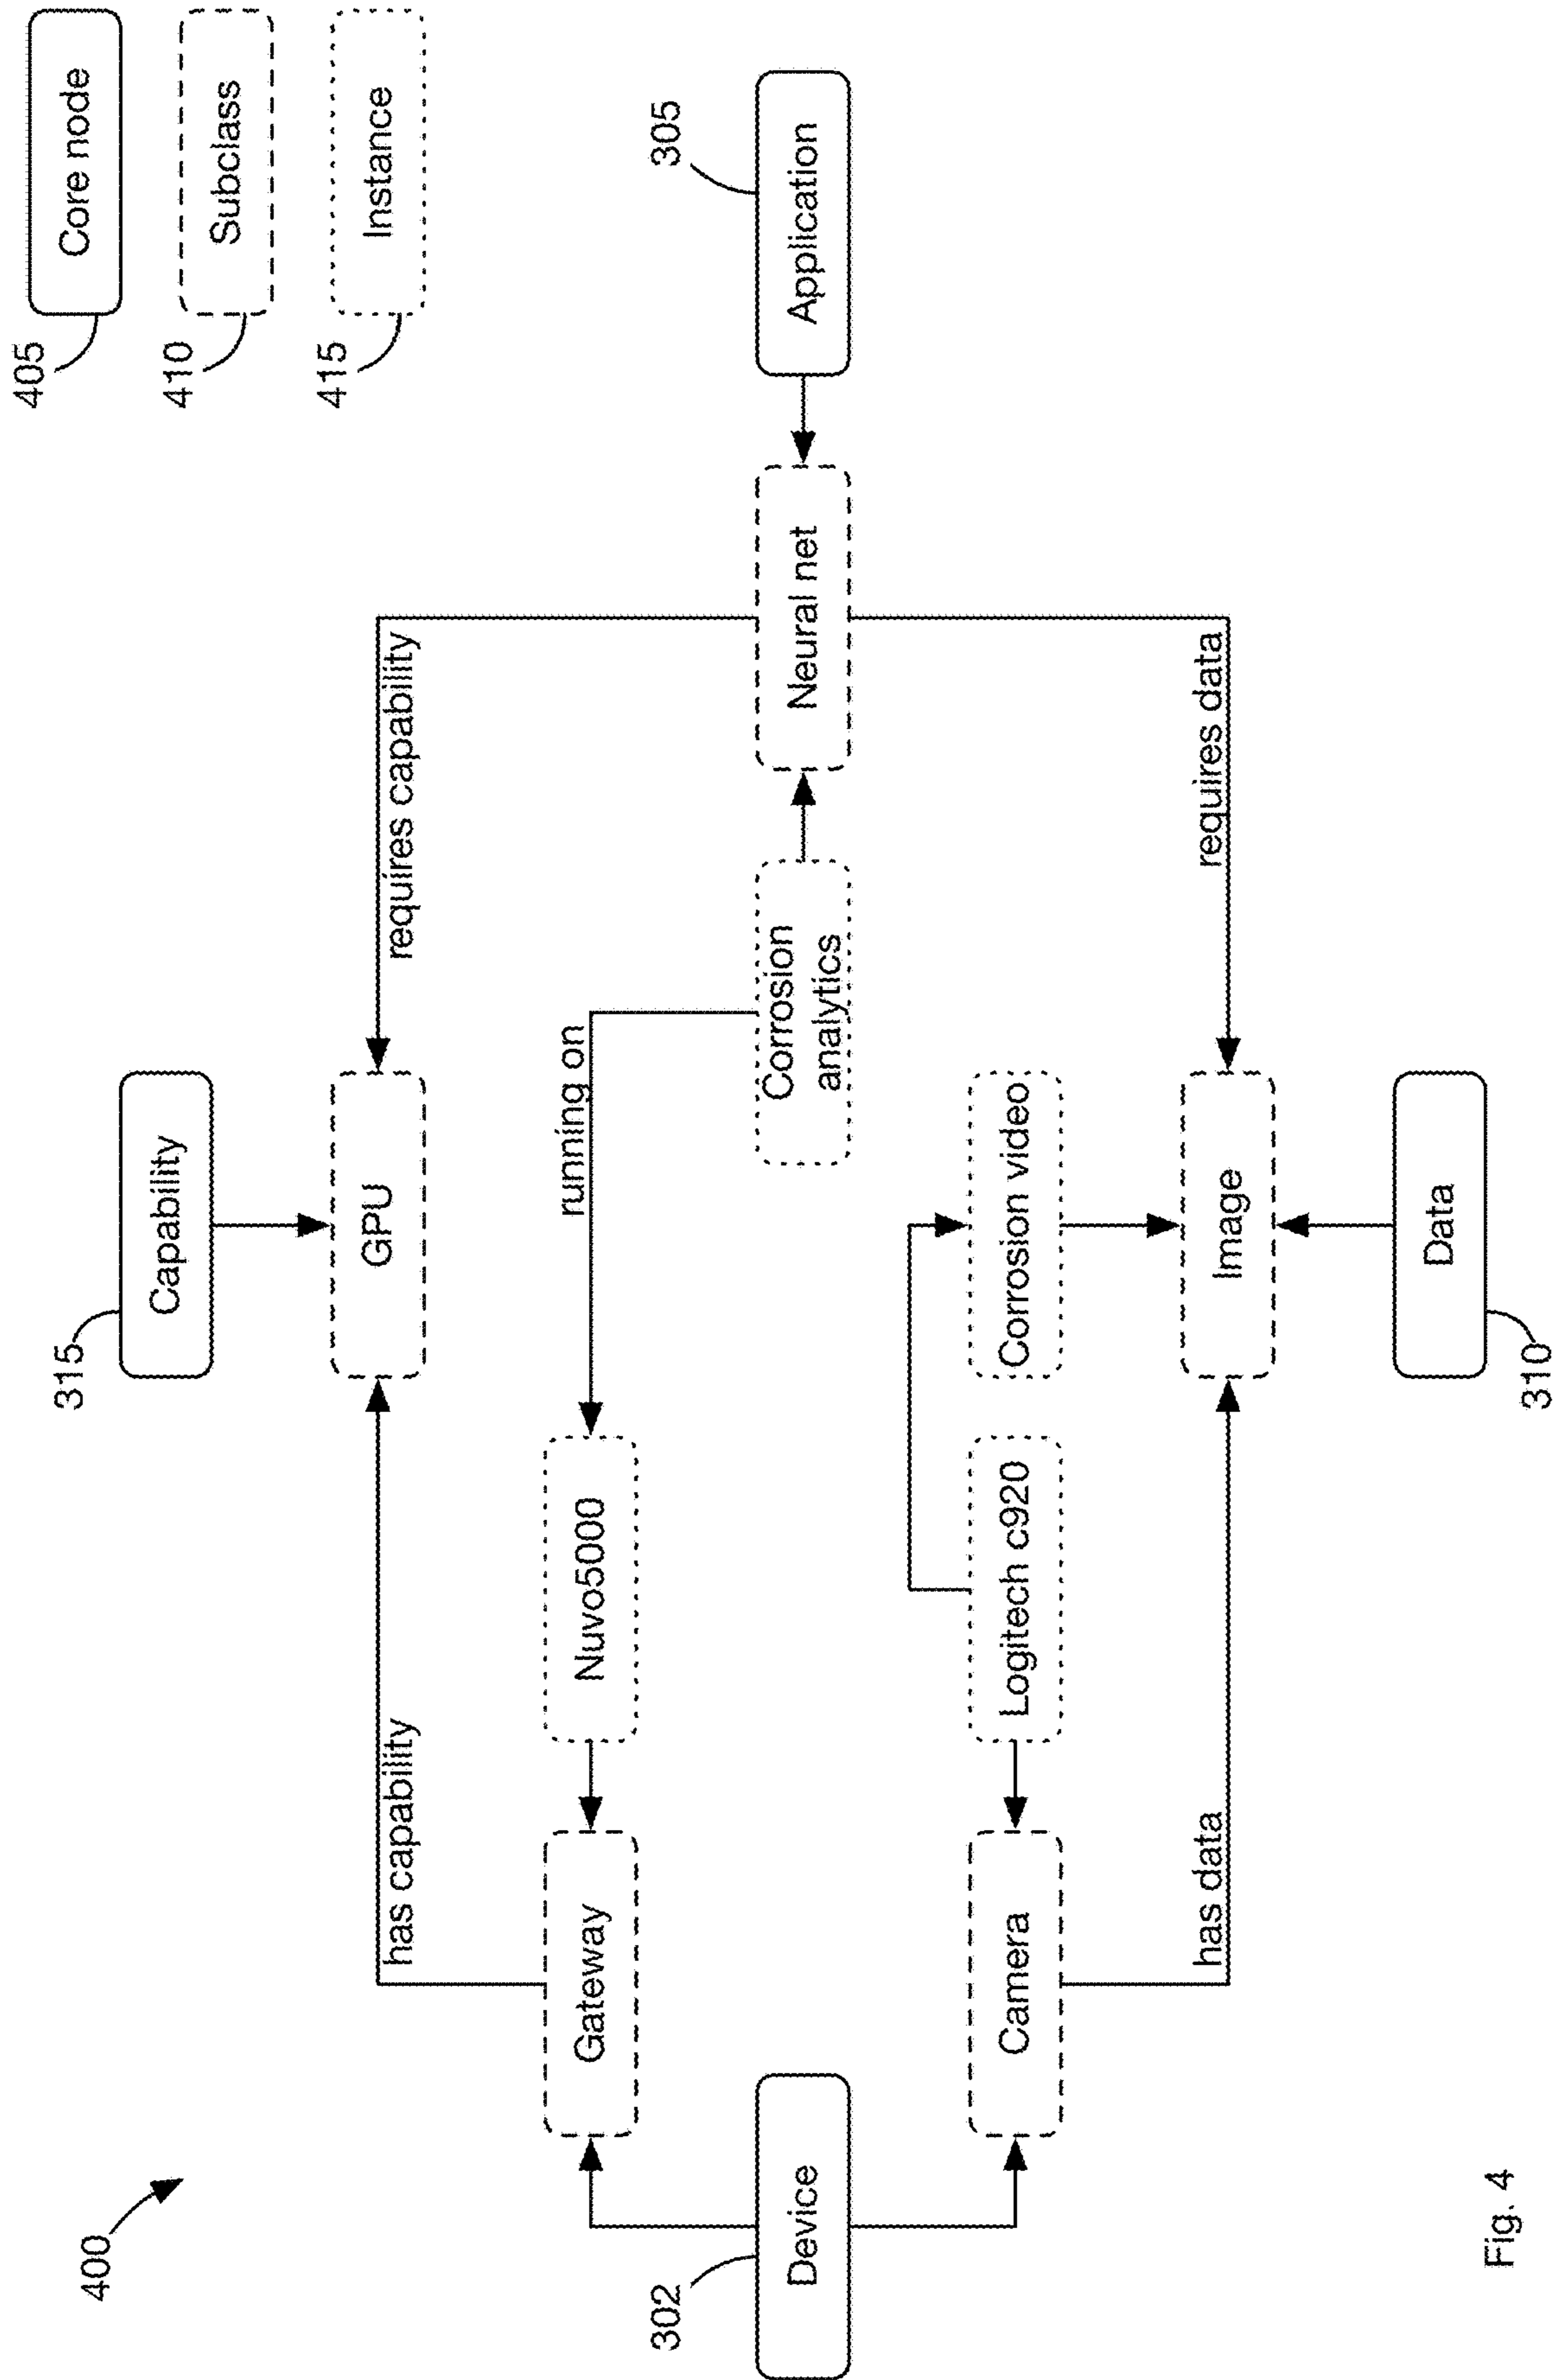 400
405
Core node
410
Subclass
415
Instance
315
Capability
has capability
GPU
requires capability
running on
Gateway
Nuvo5000
302
Device
Corrosion
analytics
Neural net
305
Application
Camera
Logitech c920
Corrosion video
has data
Image
requires data
Data
310
Fig. 4